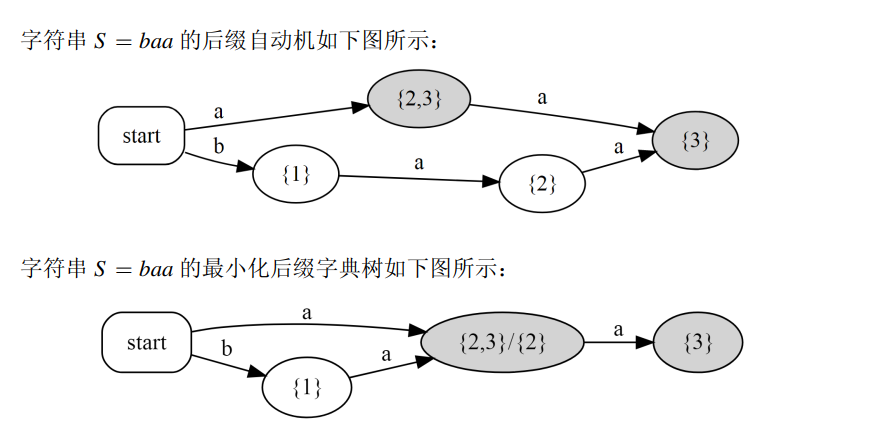 字符串 S = baa 的后缀自动机如下图所示：
a
{2,3}
a
start
b
{1}
a
{2}
a
{3}
字符串 S = baa 的最小化后缀字典树如下图所示：
a
start
b
{1}
a
{2,3}/{2}
a
{3}